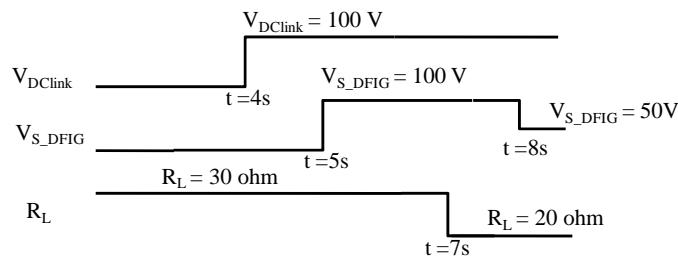 V_DClink = 100 V
V_DClink
t =4s
V_S_DFIG = 100 V
V_S_DFIG = 50V
V_S_DFIG
t =5s
t =8s
R_L = 30 ohm
R_L
R_L = 20 ohm
t =7s